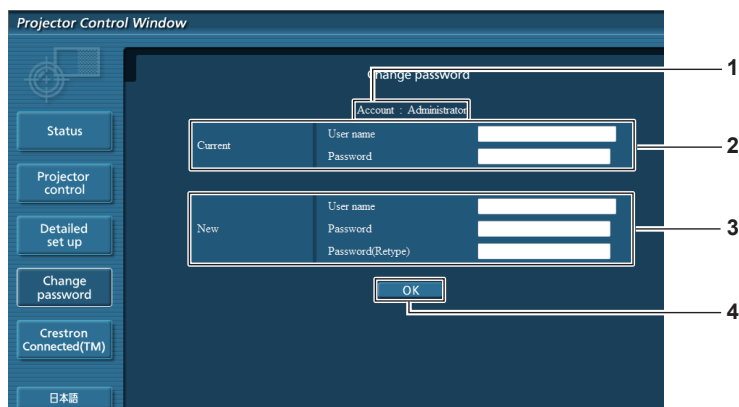 Projector Control Window
Change password
1
Account : Administrator
Status
Current
User name
Password
2
Projector
control
New
User name
Password
Password(Retype)
3
Detailed
set up
Change
password
OK
4
Crestron
Connected(TM)
日本語